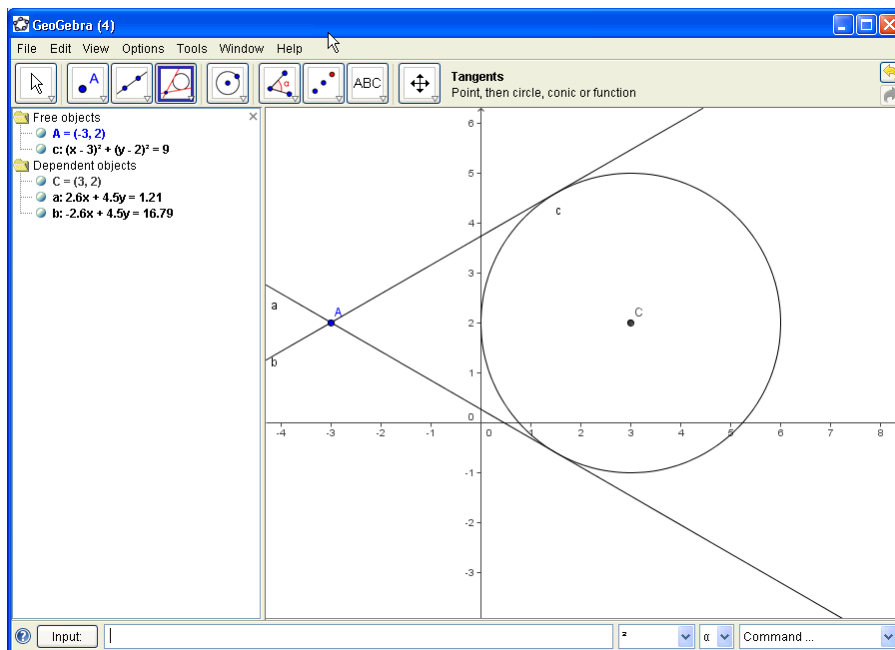 GeoGebra (4)
File Edit View Options Tools Window Help
A
α
ABC
Tangents
Point, then circle, conic or function
Free objects
A = (-3, 2)
c: (x - 3)² + (y - 2)² = 9
Dependent objects
C = (3, 2)
a: 2.6x + 4.5y = 1.21
b: -2.6x + 4.5y = 16.79
6
5
c
4
3
a
A
2
C
b
1
0
-4 -3 -2 -1 0 1 2 3 4 5 6 7 8
-1
-2
-3
Input:
²
α
Command ...